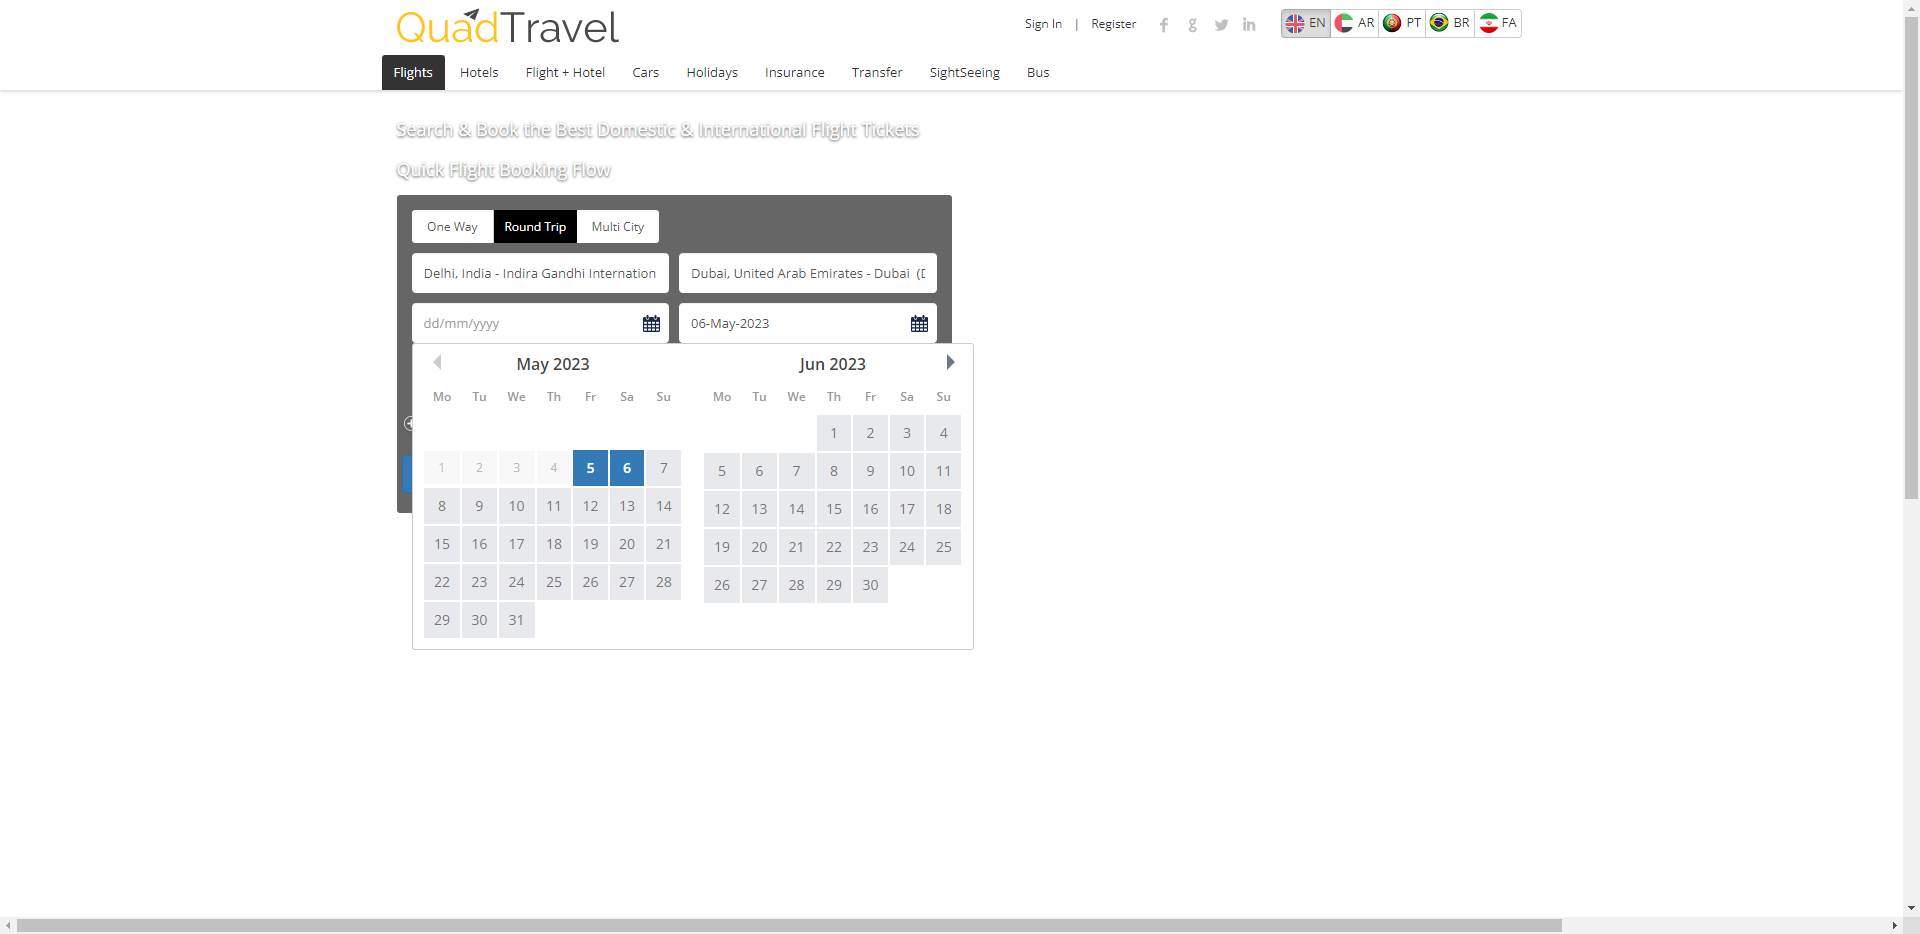 QuadTravel
Sign In | Register
EN AR PT BR FA
Flights Hotels Flight + Hotel Cars Holidays Insurance Transfer SightSeeing Bus
Search & Book the Best Domestic & International Flight Tickets
Quick Flight Booking Flow
One Way Round Trip Multi City
Delhi, India - Indira Gandhi Internation Dubai, United Arab Emirates - Dubai (D
dd/mm/yyyy 06-May-2023
May 2023 Jun 2023
Mo Tu We Th Fr Sa Su Mo Tu We Th Fr Sa Su
1 2 3 4
1 2 3 4 5 6 7 5 6 7 8 9 10 11
8 9 10 11 12 13 14 12 13 14 15 16 17 18
15 16 17 18 19 20 21 19 20 21 22 23 24 25
22 23 24 25 26 27 28 26 27 28 29 30
29 30 31